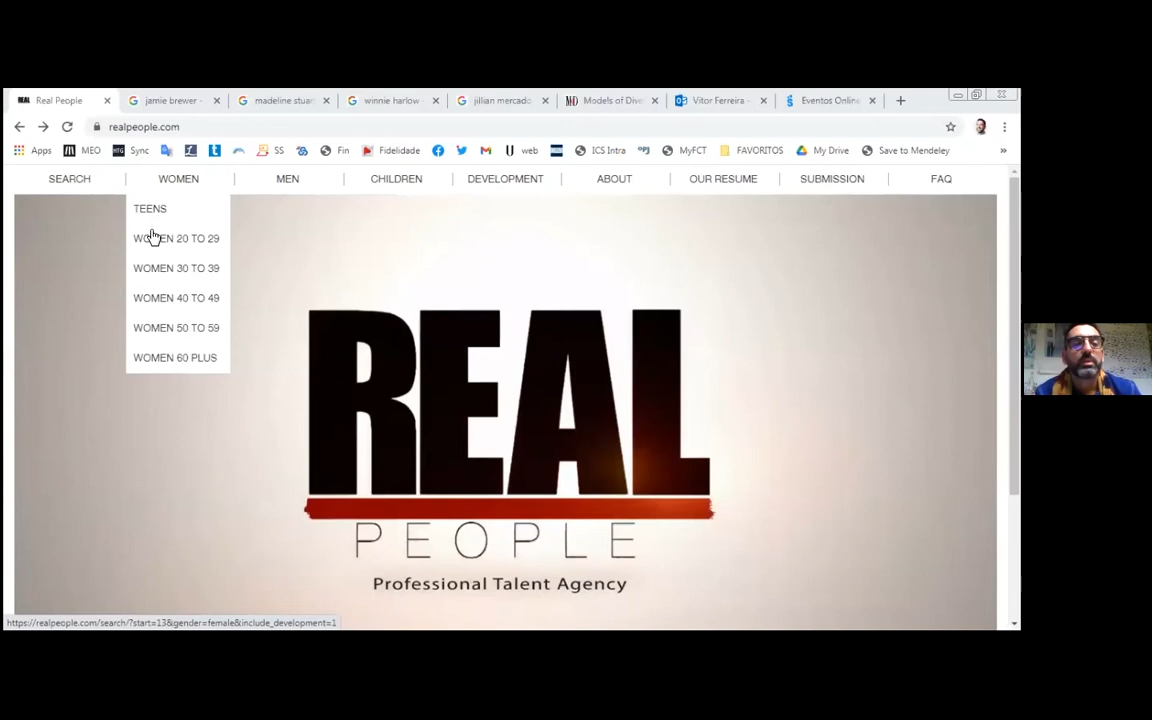 REAL Real People
jamie brewer -
madeline stuar
winnie harlow -
jillian mercado
Models of Dive
Vitor Ferreira –
Eventos Online
realpeople.com
Apps MEO Sync SS Fin Fidelidade web ICS Intra MyFCT FAVORITOS My Drive Save to Mendeley »
SEARCH WOMEN MEN CHILDREN DEVELOPMENT ABOUT OUR RESUME SUBMISSION FAQ
TEENS
WOMEN 20 TO 29
WOMEN 30 TO 39
WOMEN 40 TO 49
WOMEN 50 TO 59
WOMEN 60 PLUS
REAL
PEOPLE
Professional Talent Agency
https://realpeople.com/search/?start=13&gender=female&include_development=1